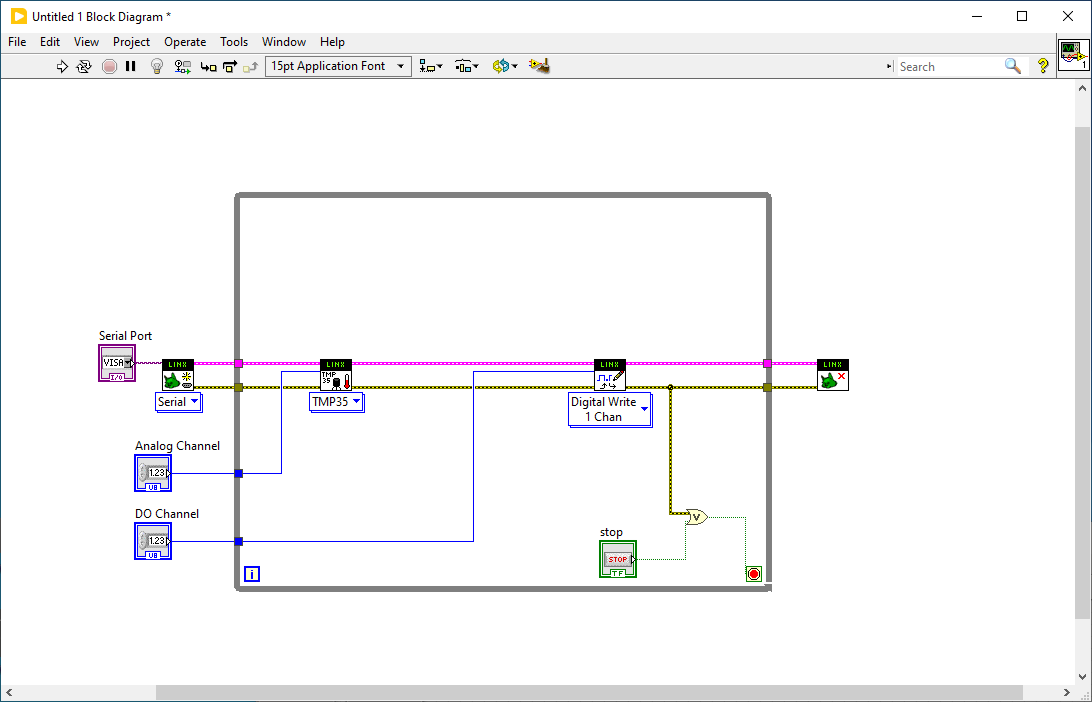 Untitled 1 Block Diagram *
File Edit View Project Operate Tools Window Help
15pt Application Font
Search
?
1
Serial Port
VISA
I/O
LINX
Serial
LINX
TMP
35
TMP35
LINX
Digital Write
1 Chan
LINX
Analog Channel
1.23
U8
DO Channel
1.23
U8
stop
STOP
TF
V
i